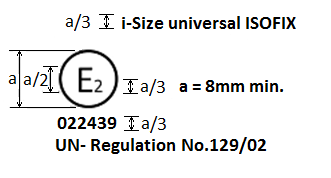 a/3 i-Size universal ISOFIX
a a/2 E2 a/3 a = 8mm min.
022439 a/3
UN- Regulation No.129/02